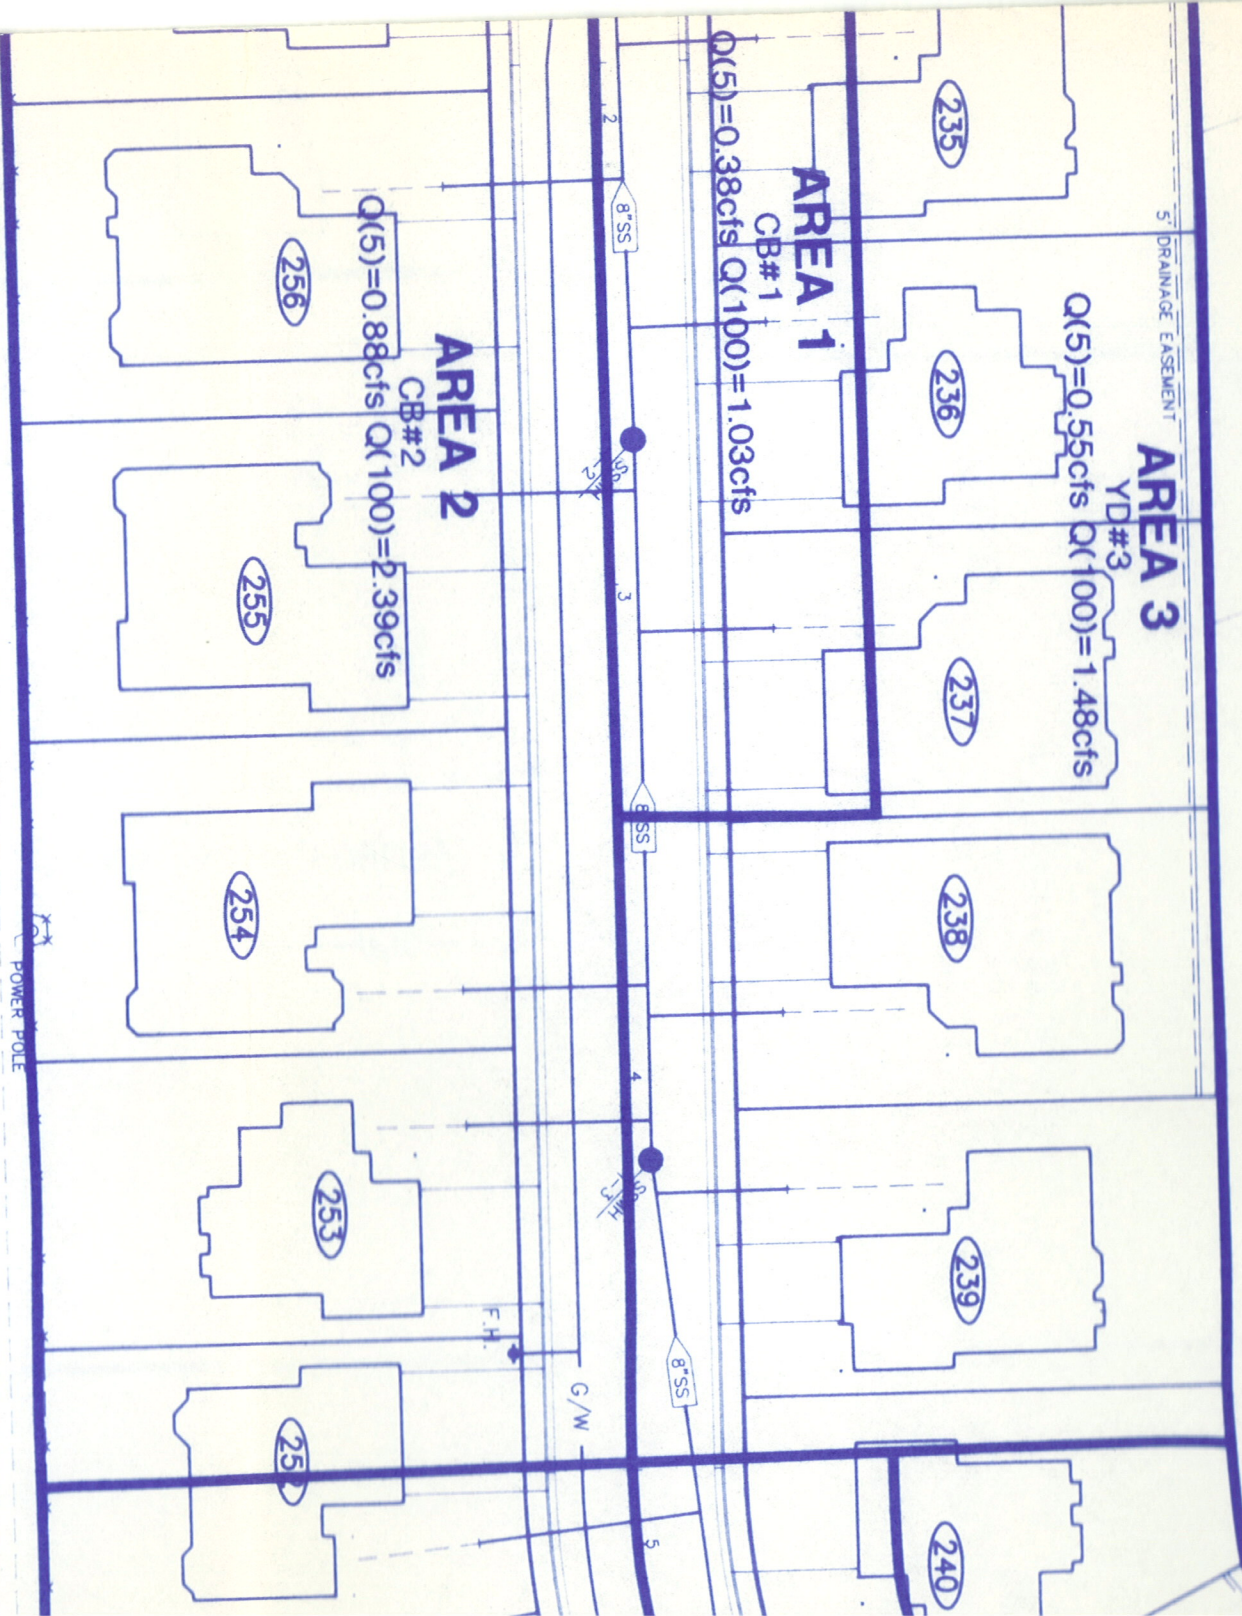 5' DRAINAGE EASEMENT
AREA 3
YD#3
Q(5)=0.55cfs Q(100)=1.48cfs
235
236
237
238
239
240
AREA 1
CB#1
Q(5)=0.38cfs Q(100)=1.03cfs
8"SS
8"SS
8"SS
2
3
4
5
G/W
F.H.
AREA 2
CB#2
Q(5)=0.88cfs Q(100)=2.39cfs
256
255
254
253
252
POWER POLE